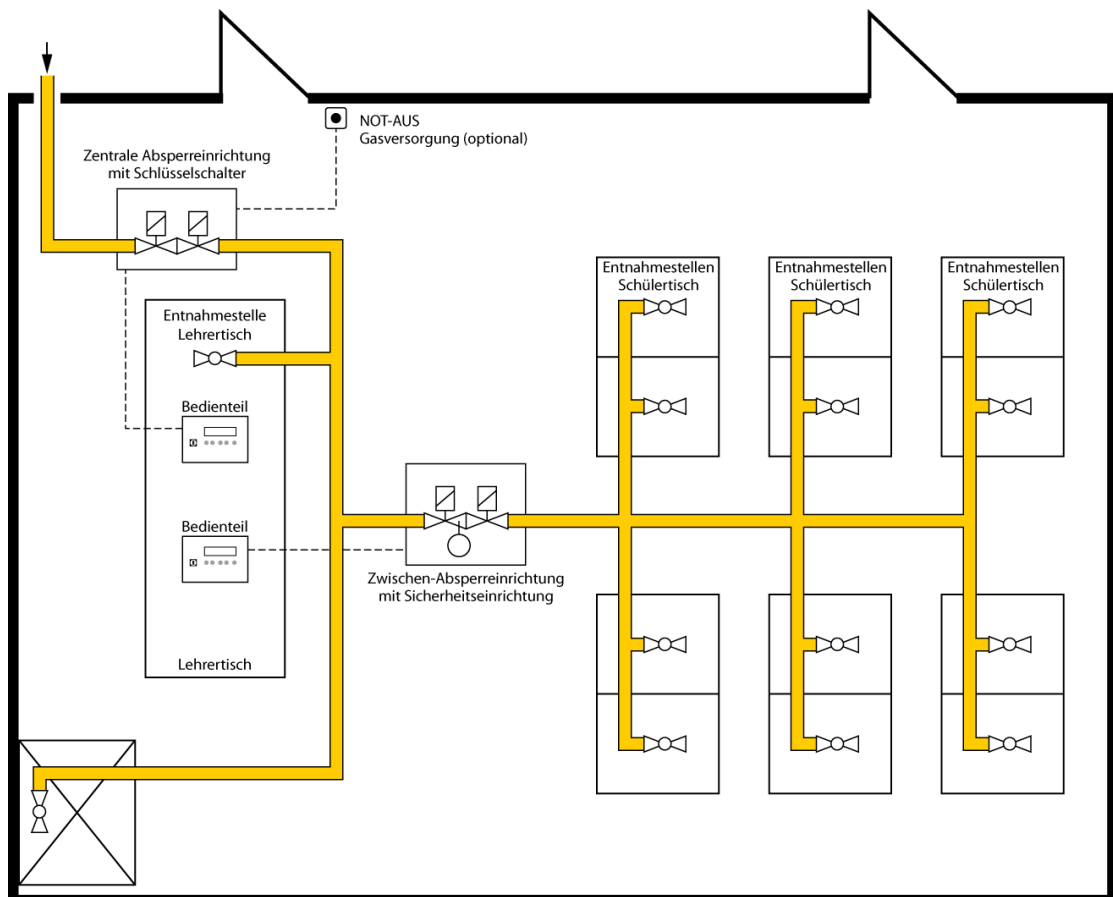 NOT-AUS
Gasversorgung (optional)
Zentrale Absperreinrichtung
mit Schlüsselschalter
Entnahmestelle
Lehrertisch
Bedienteil
Bedienteil
Lehrertisch
Zwischen-Absperreinrichtung
mit Sicherheitseinrichtung
Entnahmestellen
Schülertisch
Entnahmestellen
Schülertisch
Entnahmestellen
Schülertisch